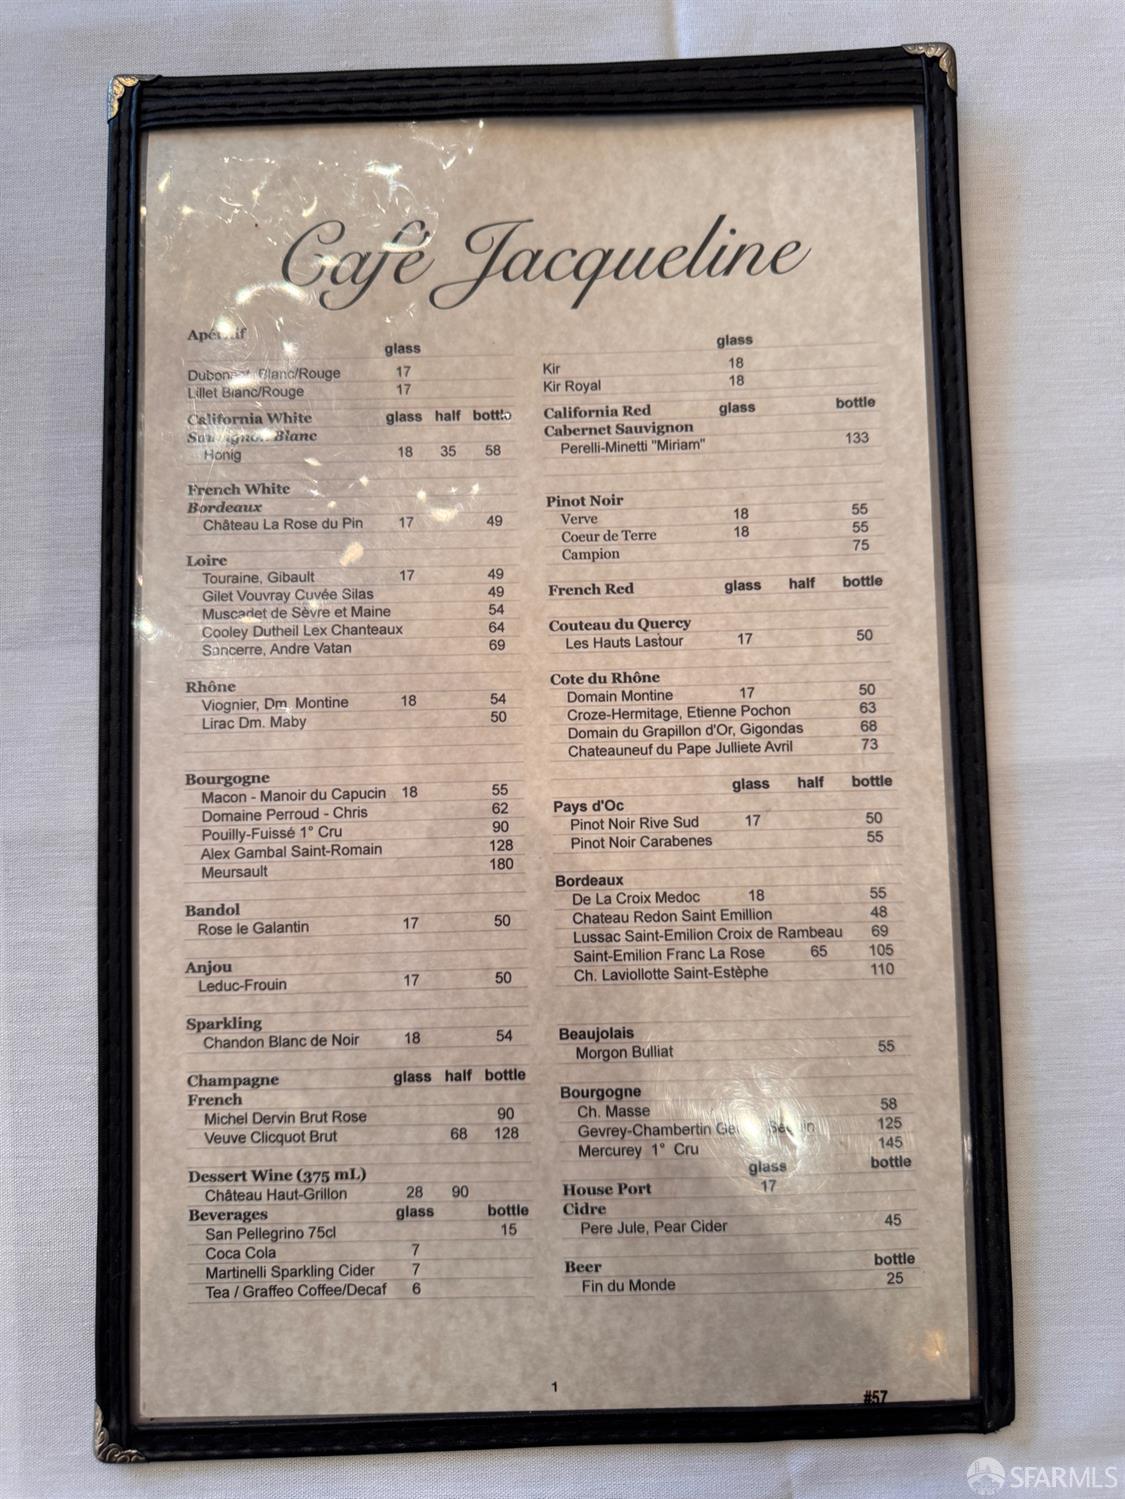 Café Jacqueline
Apéritif
glass
Dubonnet Blanc/Rouge 17
Lillet Blanc/Rouge 17
California White glass half bottle
Sauvignon Blanc
Honig 18 35 58
French White
Bordeaux
Château La Rose du Pin 17 49
Loire
Touraine, Gibault 17 49
Gilet Vouvray Cuvée Silas 49
Muscadet de Sèvre et Maine 54
Cooley Dutheil Lex Chanteaux 64
Sancerre, Andre Vatan 69
Rhône
Viognier, Dm, Montine 18 54
Lirac Dm. Maby 50
Bourgogne
Macon - Manoir du Capucin 18 55
Domaine Perroud - Chris 62
Pouilly-Fuissé 1° Cru 90
Alex Gambal Saint-Romain 128
Meursault 180
Bandol
Rose le Galantin 17 50
Anjou
Leduc-Frouin 17 50
Sparkling
Chandon Blanc de Noir 18 54
Champagne glass half bottle
French
Michel Dervin Brut Rose 90
Veuve Clicquot Brut 68 128
Dessert Wine (375 mL)
Château Haut-Grillon 28 90
Beverages glass bottle
San Pellegrino 75cl 15
Coca Cola 7
Martinelli Sparkling Cider 7
Tea / Graffeo Coffee/Decaf 6
glass
Kir 18
Kir Royal 18
California Red glass bottle
Cabernet Sauvignon
Perelli-Minetti "Miriam" 133
Pinot Noir
Verve 18 55
Coeur de Terre 18 55
Campion 75
French Red glass half bottle
Couteau du Quercy
Les Hauts Lastour 17 50
Cote du Rhône
Domain Montine 17 50
Croze-Hermitage, Etienne Pochon 63
Domain du Grapillon d'Or, Gigondas 68
Chateauneuf du Pape Julliete Avril 73
glass half bottle
Pays d'Oc
Pinot Noir Rive Sud 17 50
Pinot Noir Carabenes 55
Bordeaux
De La Croix Medoc 18 55
Chateau Redon Saint Emillion 48
Lussac Saint-Emilion Croix de Rambeau 69
Saint-Emilion Franc La Rose 65 105
Ch. Laviollotte Saint-Estèphe 110
Beaujolais
Morgon Bulliat 55
Bourgogne
Ch. Masse 58
Gevrey-Chambertin 125
Mercurey 1° Cru 145
glass bottle
House Port 17
Cidre
Pere Jule, Pear Cider 45
Beer bottle
Fin du Monde 25
1
#57
SFARMLS